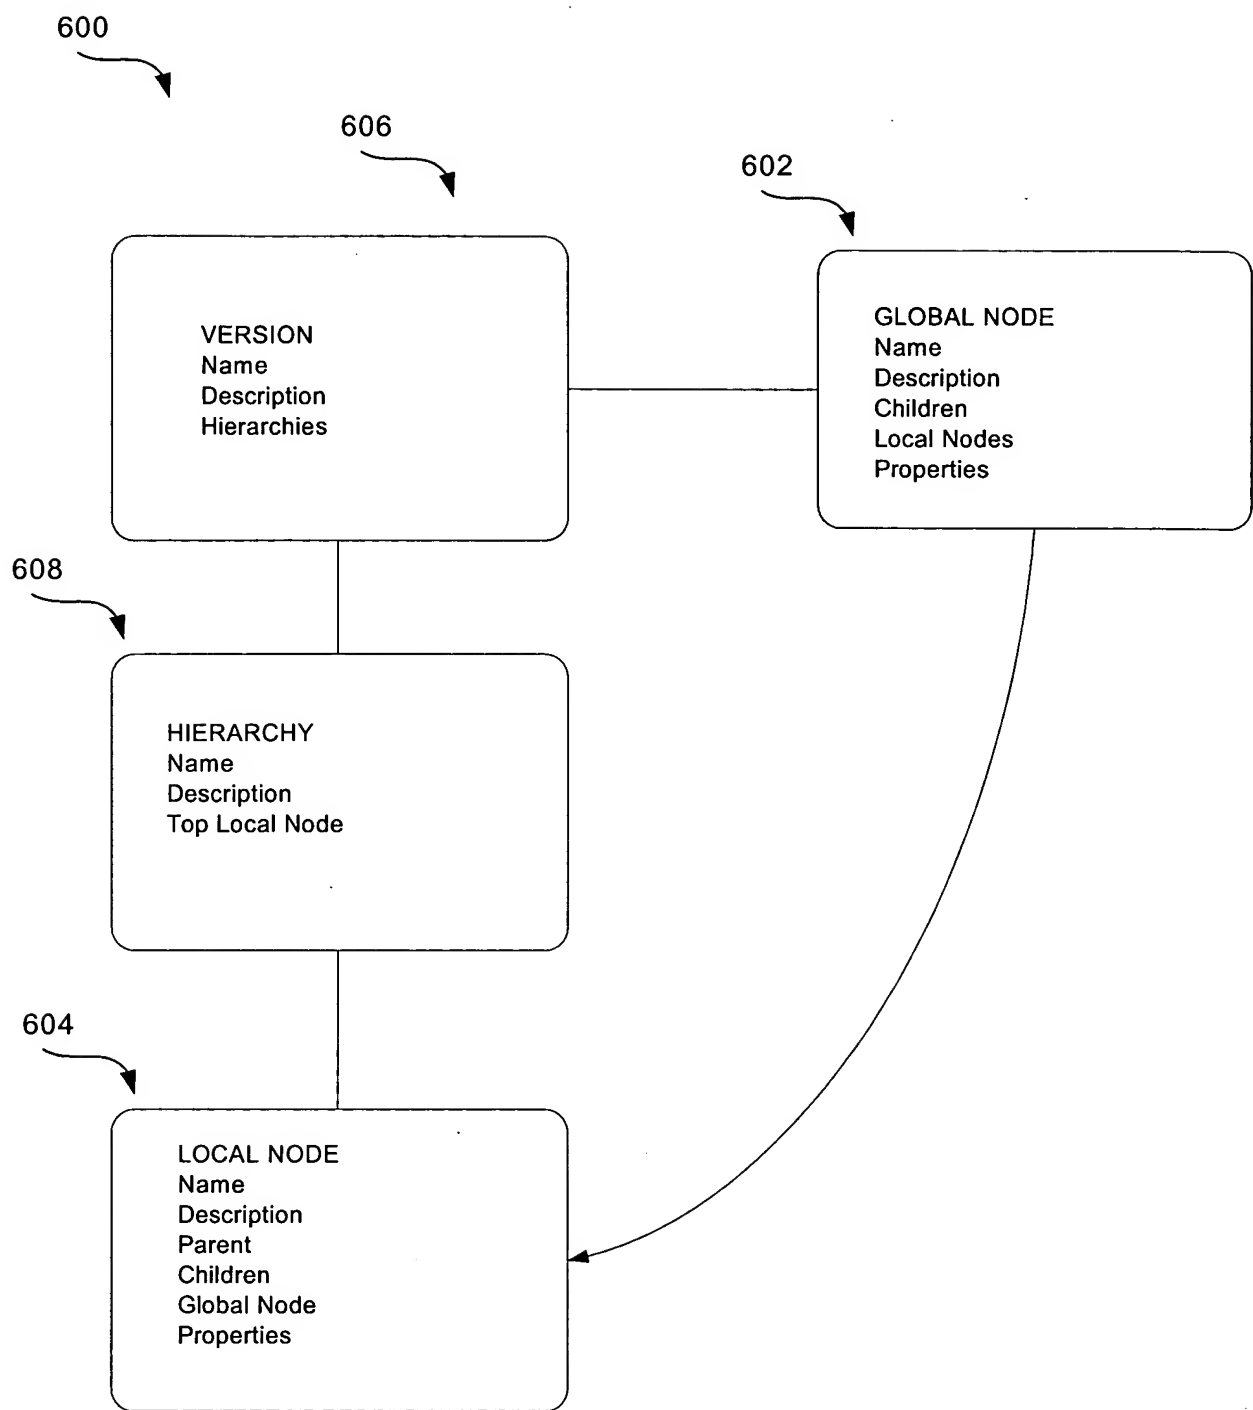 600
606
602
VERSION
Name
Description
Hierarchies
GLOBAL NODE
Name
Description
Children
Local Nodes
Properties
608
HIERARCHY
Name
Description
Top Local Node
604
LOCAL NODE
Name
Description
Parent
Children
Global Node
Properties